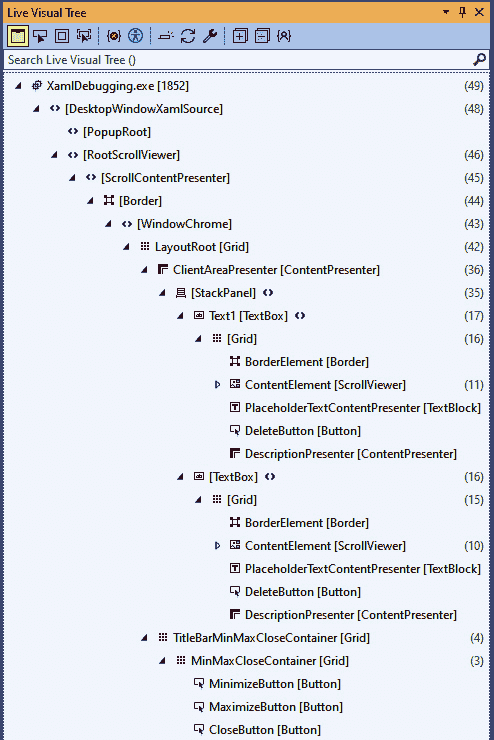 Live Visual Tree
Search Live Visual Tree ()
XamlDebugging.exe [1852] (49)
[DesktopWindowXamlSource] (48)
[PopupRoot]
[RootScrollViewer] (46)
[ScrollContentPresenter] (45)
[Border] (44)
[WindowChrome] (43)
LayoutRoot [Grid] (42)
ClientAreaPresenter [ContentPresenter] (36)
[StackPanel] (35)
Text1 [TextBox] (17)
[Grid] (16)
BorderElement [Border]
ContentElement [ScrollViewer] (11)
PlaceholderTextContentPresenter [TextBlock]
DeleteButton [Button]
DescriptionPresenter [ContentPresenter]
[TextBox] (16)
[Grid] (15)
BorderElement [Border]
ContentElement [ScrollViewer] (10)
PlaceholderTextContentPresenter [TextBlock]
DeleteButton [Button]
DescriptionPresenter [ContentPresenter]
TitleBarMinMaxCloseContainer [Grid] (4)
MinMaxCloseContainer [Grid] (3)
MinimizeButton [Button]
MaximizeButton [Button]
CloseButton [Button]